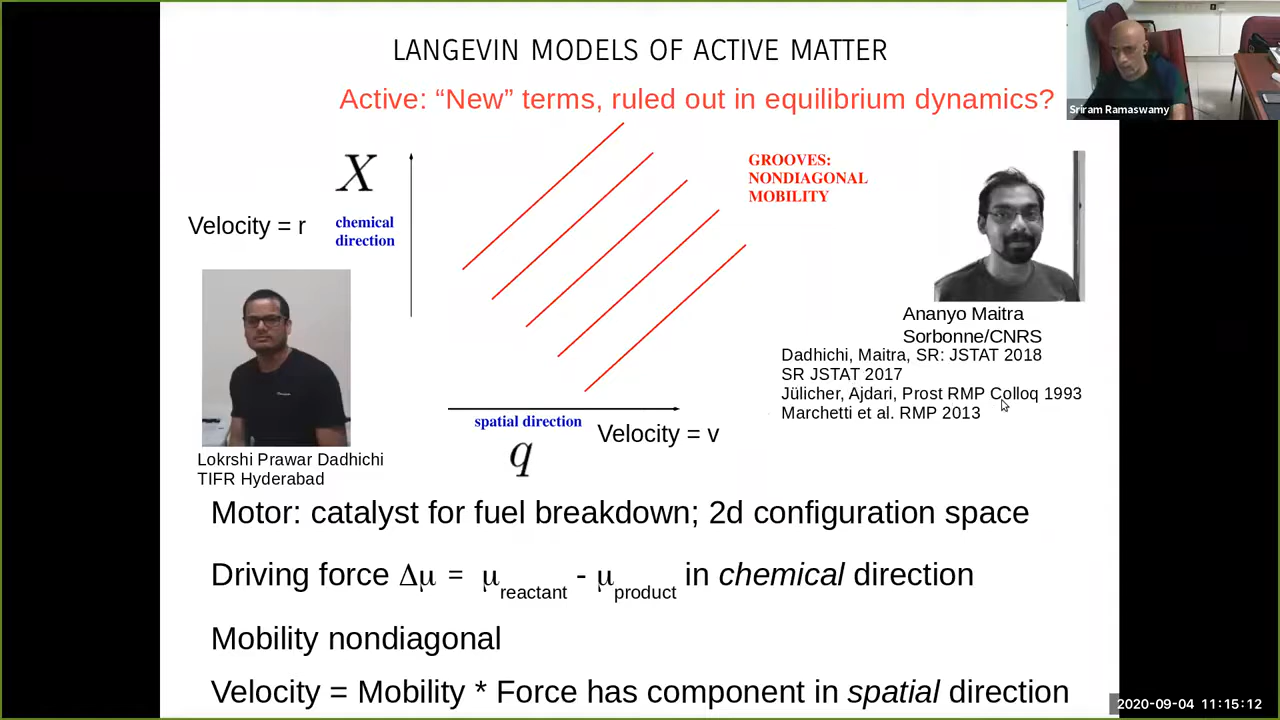 LANGEVIN MODELS OF ACTIVE MATTER
Active: “New” terms, ruled out in equilibrium dynamics?
Sriram Ramaswamy
X
chemical
direction
Velocity = r
GROOVES:
NONDIAGONAL
MOBILITY
Ananyo Maitra
Sorbonne/CNRS
Dadhichi, Maitra, SR: JSTAT 2018
SR JSTAT 2017
Jülicher, Ajdari, Prost RMP Colloq 1993
Marchetti et al. RMP 2013
spatial direction
q
Velocity = v
Lokrshi Prawar Dadhichi
TIFR Hyderabad
Motor: catalyst for fuel breakdown; 2d configuration space
Driving force Δμ = μreactant - μproduct in chemical direction
Mobility nondiagonal
Velocity = Mobility * Force has component in spatial direction
2020-09-04 11:15:12